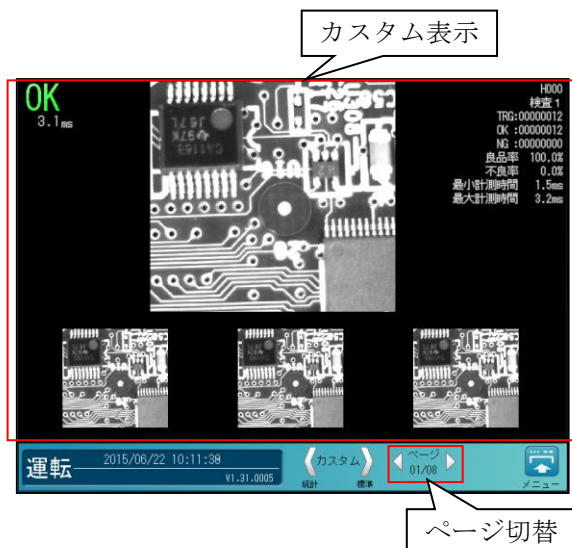 カスタム表示
OK
3.1ms
H000
検査1
TRG:00000012
OK :00000012
NG :00000000
良品率 100.0%
不良率 0.0%
最小計測時間 1.5ms
最大計測時間 3.2ms
運転
2015/06/22 10:11:38
V1.31.0005
カスタム
統計
標準
ページ
01/08
メニュー
ページ切替